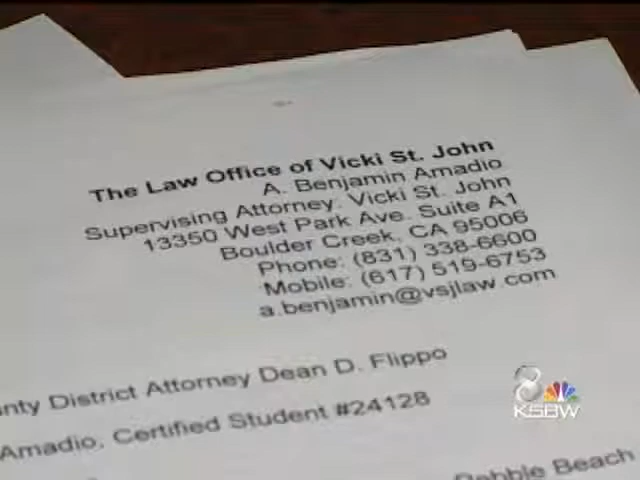 The Law Office of Vicki St. John
A. Benjamin Amadio
Supervising Attorney: Vicki St. John
13350 West Park Ave. Suite A1
Boulder Creek, CA 95006
Phone: (831) 338-6600
Mobile: (617) 519-6753
a.benjamin@vsjlaw.com
nty District Attorney Dean D. Flippo
Amadio, Certified Student #24128
8
KSBW
Pebble Beach